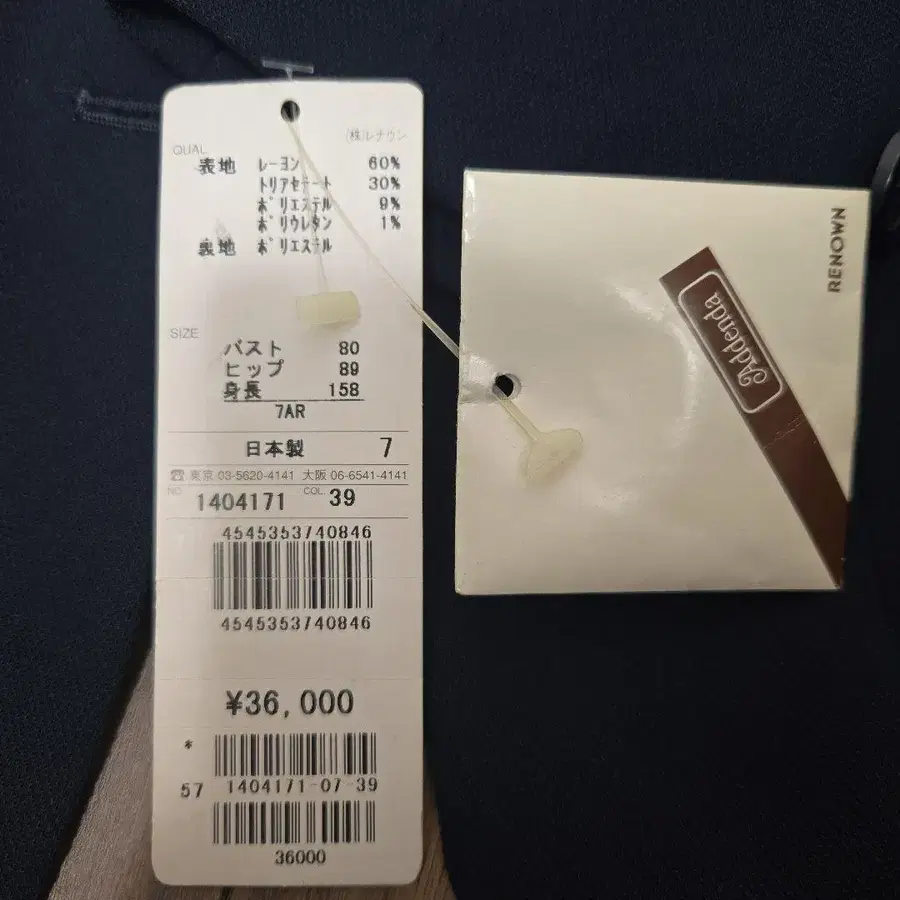 (株)レナウン
QUAL
表地 レーヨン 60%
トリアセテート 30%
ポリエステル 9%
ポリウレタン 1%
裏地 ポリエステル
SIZE
バスト 80
ヒップ 89
身長 158
7AR
日本製 7
☎ 東京 03-5620-4141 大阪 06-6541-4141
NO. 1404171 COL. 39
4545353740846
4545353740846
¥36,000
*
57 1404171-07-39
36000
RENOWN
Addenda